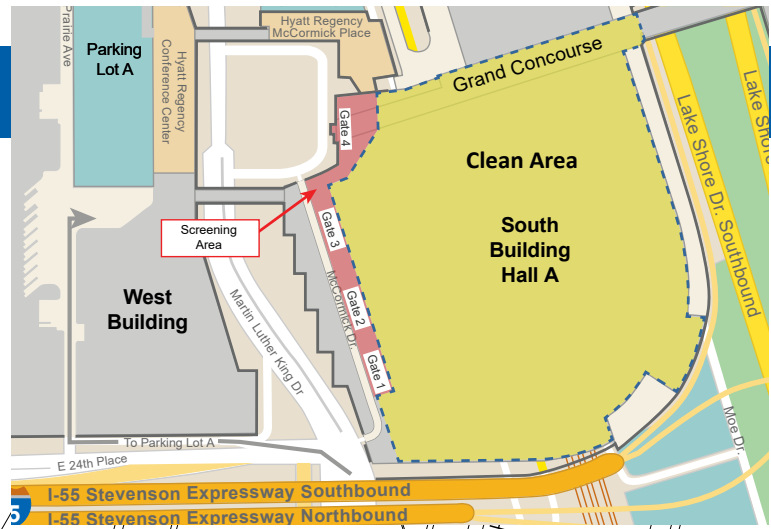 Prairie Ave
Parking
Lot A
Hyatt Regency
Conference Center
Hyatt Regency
McCormick Place
Grand Concourse
Gate 4
Clean Area
Lake Shore Dr. Southbound
Lake Shore
Screening
Area
Gate 3
South
Building
Hall A
West
Building
Martin Luther King Dr
McCormick Dr.
Gate 2
Gate 1
Moe Dr.
To Parking Lot A
E 24th Place
I-55 Stevenson Expressway Southbound
5
I-55 Stevenson Expressway Northbound